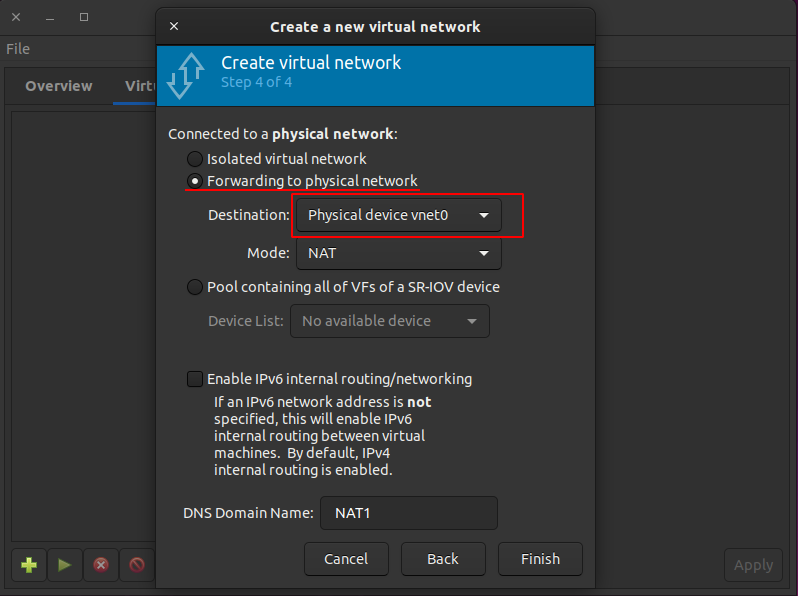 Create a new virtual network
File
Create virtual network
Step 4 of 4
Overview
Virtu
Connected to a physical network:
Isolated virtual network
Forwarding to physical network
Destination: Physical device vnet0
Mode: NAT
Pool containing all of VFs of a SR-IOV device
Device List: No available device
Enable IPv6 internal routing/networking
If an IPv6 network address is not
specified, this will enable IPv6
internal routing between virtual
machines. By default, IPv4
internal routing is enabled.
DNS Domain Name: NAT1
Cancel
Back
Finish
Apply